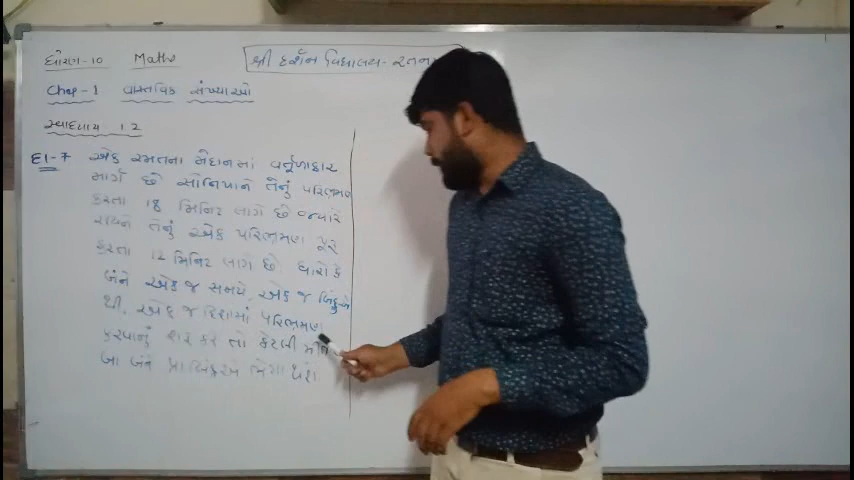 ધોરણ-10 Maths
શ્રી દર્શન વિદ્યાલય - રતન
Chap-1 વાસ્તવિક સંખ્યાઓ
સ્વાધ્યાય 1.2
દા-7 એક રમતના મેદાનમાં વર્તુળાકાર
માર્ગ છે સોનિયાને તેનું પરિભ્રમણ
કરતા 18 મિનિટ લાગે છે જ્યારે
રવિને તેનું એક પરિભ્રમણ પૂરૂ
કરતા 12 મિનિટ લાગે છે ધારો કે
બંને એક જ સમયે, એક જ બિંદુએ
થી, એક જ દિશામાં પરિભ્રમણ
કરવાનું શરૂ કરે તો કેટલી
બંને ભેગા થશે